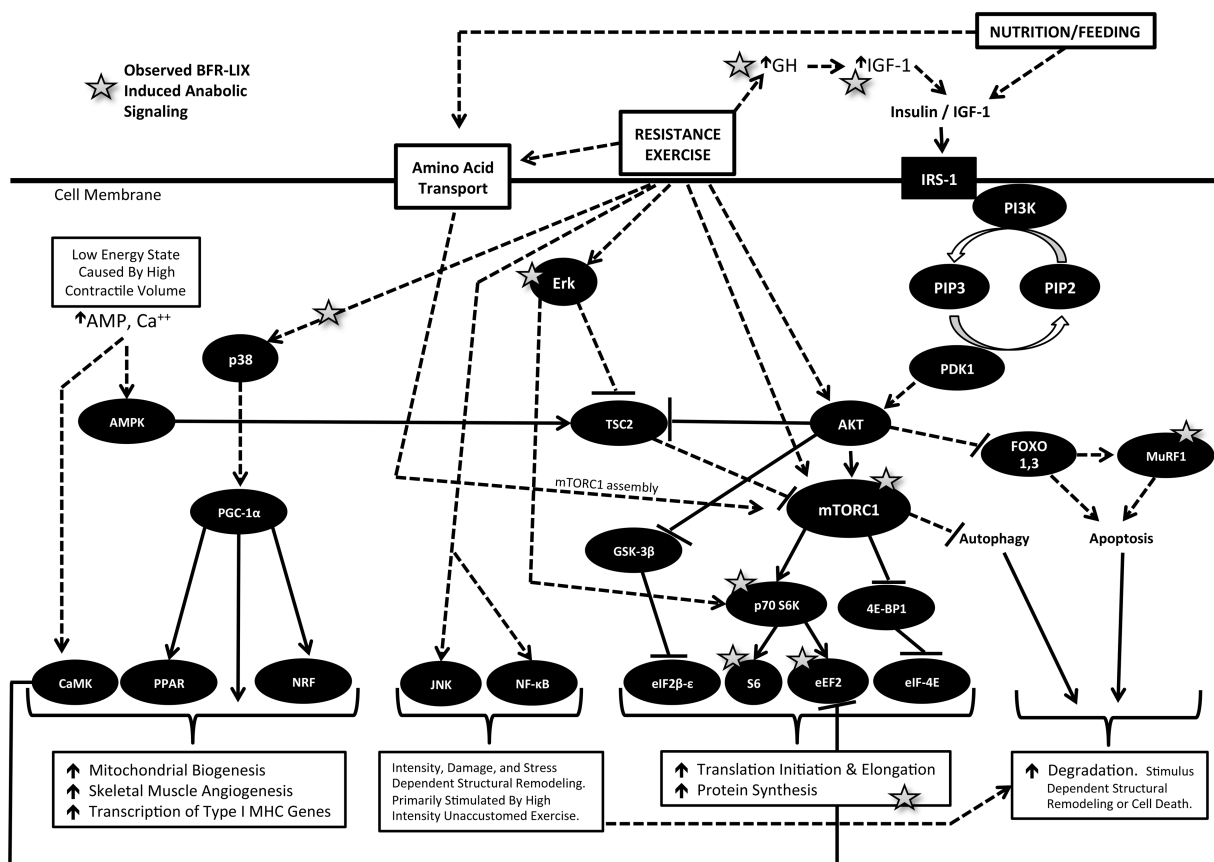 NUTRITION/FEEDING
Observed BFR-LIX
Induced Anabolic
Signaling
↑GH
↑IGF-1
Insulin / IGF-1
RESISTANCE
EXERCISE
Amino Acid
Transport
IRS-1
Cell Membrane
PI3K
Low Energy State
Caused By High
Contractile Volume
↑AMP, Ca++
Erk
PIP3
PIP2
p38
PDK1
AMPK
TSC2
AKT
FOXO
1,3
MuRF1
mTORC1 assembly
mTORC1
PGC-1α
GSK-3β
Autophagy
Apoptosis
p70 S6K
4E-BP1
CaMK
PPAR
NRF
JNK
NF-κB
eIF2β-ε
S6
eEF2
eIF-4E
↑ Mitochondrial Biogenesis
↑ Skeletal Muscle Angiogenesis
↑ Transcription of Type I MHC Genes
Intensity, Damage, and Stress
Dependent Structural Remodeling.
Primarily Stimulated By High
Intensity Unaccustomed Exercise.
↑ Translation Initiation & Elongation
↑ Protein Synthesis
↑ Degradation. Stimulus
Dependent Structural
Remodeling or Cell Death.